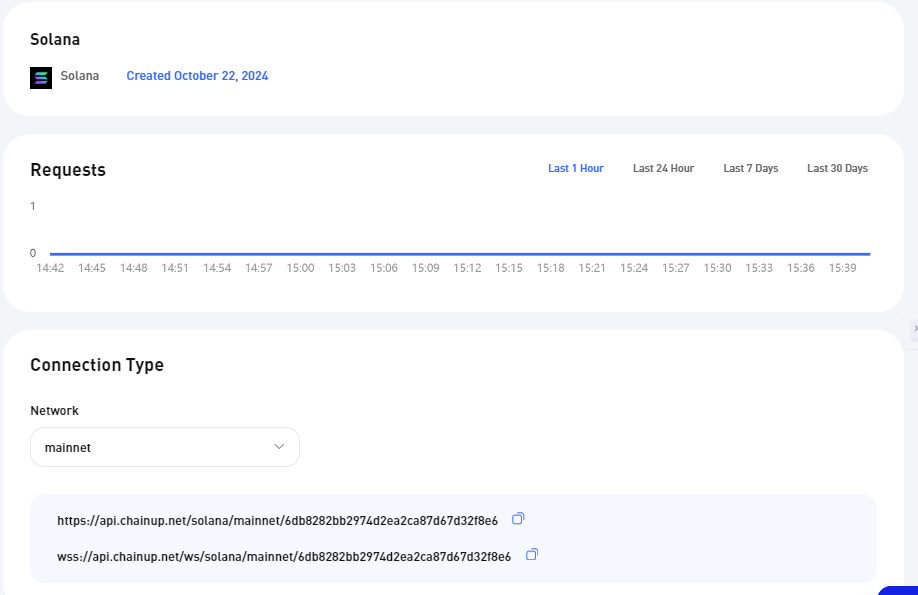 Solana
Solana Created October 22, 2024
Requests Last 1 Hour Last 24 Hour Last 7 Days Last 30 Days
1
0
14:42 14:45 14:48 14:51 14:54 14:57 15:00 15:03 15:06 15:09 15:12 15:15 15:18 15:21 15:24 15:27 15:30 15:33 15:36 15:39
Connection Type
Network
mainnet
https://api.chainup.net/solana/mainnet/6db8282bb2974d2ea2ca87d67d32f8e6
wss://api.chainup.net/ws/solana/mainnet/6db8282bb2974d2ea2ca87d67d32f8e6